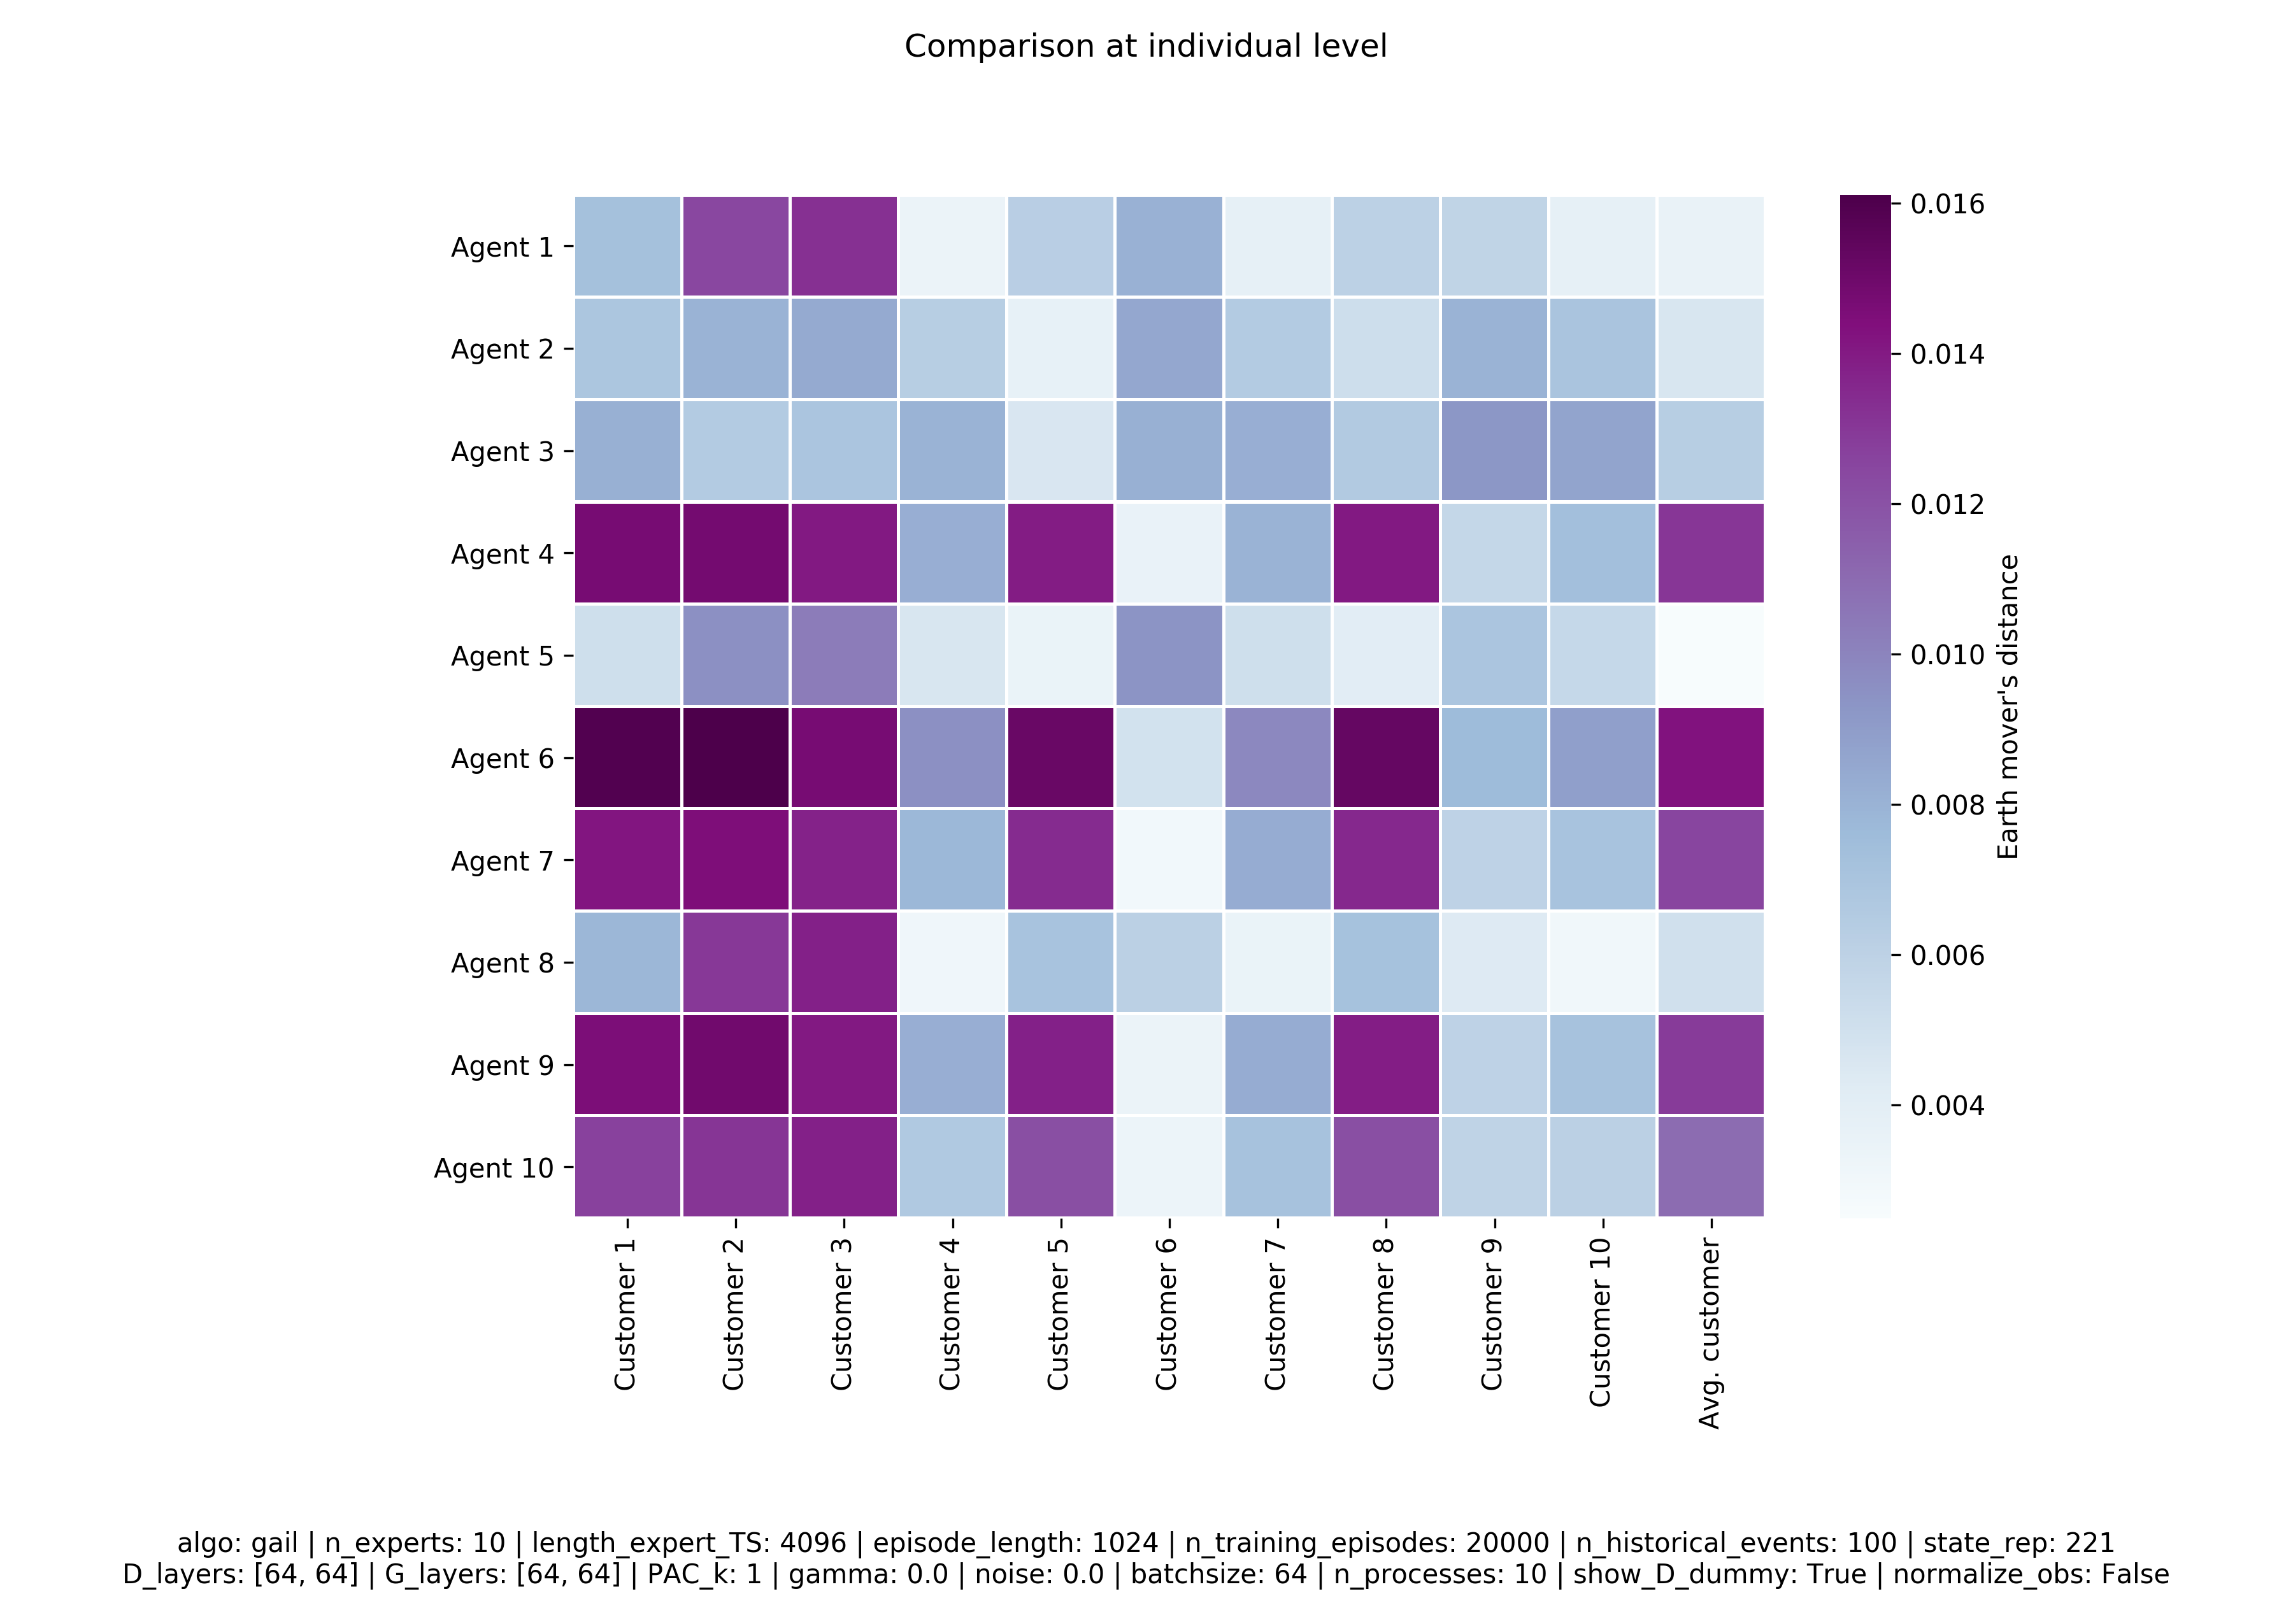 Comparison at individual level
Agent 1
Agent 2
Agent 3
Agent 4
Agent 5
Agent 6
Agent 7
Agent 8
Agent 9
Agent 10
Customer 1
Customer 2
Customer 3
Customer 4
Customer 5
Customer 6
Customer 7
Customer 8
Customer 9
Customer 10
Avg. customer
0.016
0.014
0.012
0.010
0.008
0.006
0.004
Earth mover's distance
algo: gail | n_experts: 10 | length_expert_TS: 4096 | episode_length: 1024 | n_training_episodes: 20000 | n_historical_events: 100 | state_rep: 221
D_layers: [64, 64] | G_layers: [64, 64] | PAC_k: 1 | gamma: 0.0 | noise: 0.0 | batchsize: 64 | n_processes: 10 | show_D_dummy: True | normalize_obs: False